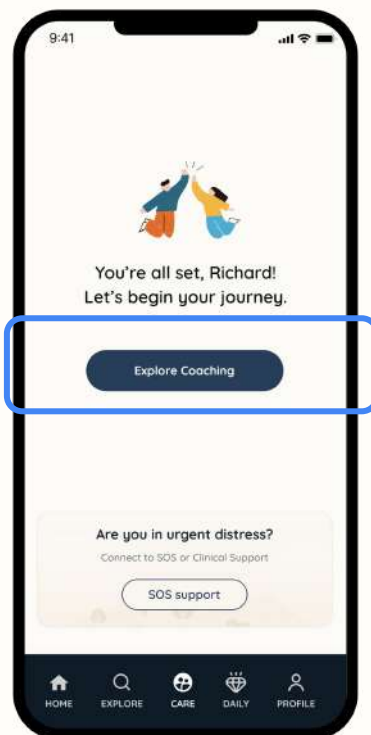 9:41
You're all set, Richard!
Let's begin your journey.
Explore Coaching
Are you in urgent distress?
Connect to SOS or Clinical Support
SOS support
HOME EXPLORE CARE DAILY PROFILE